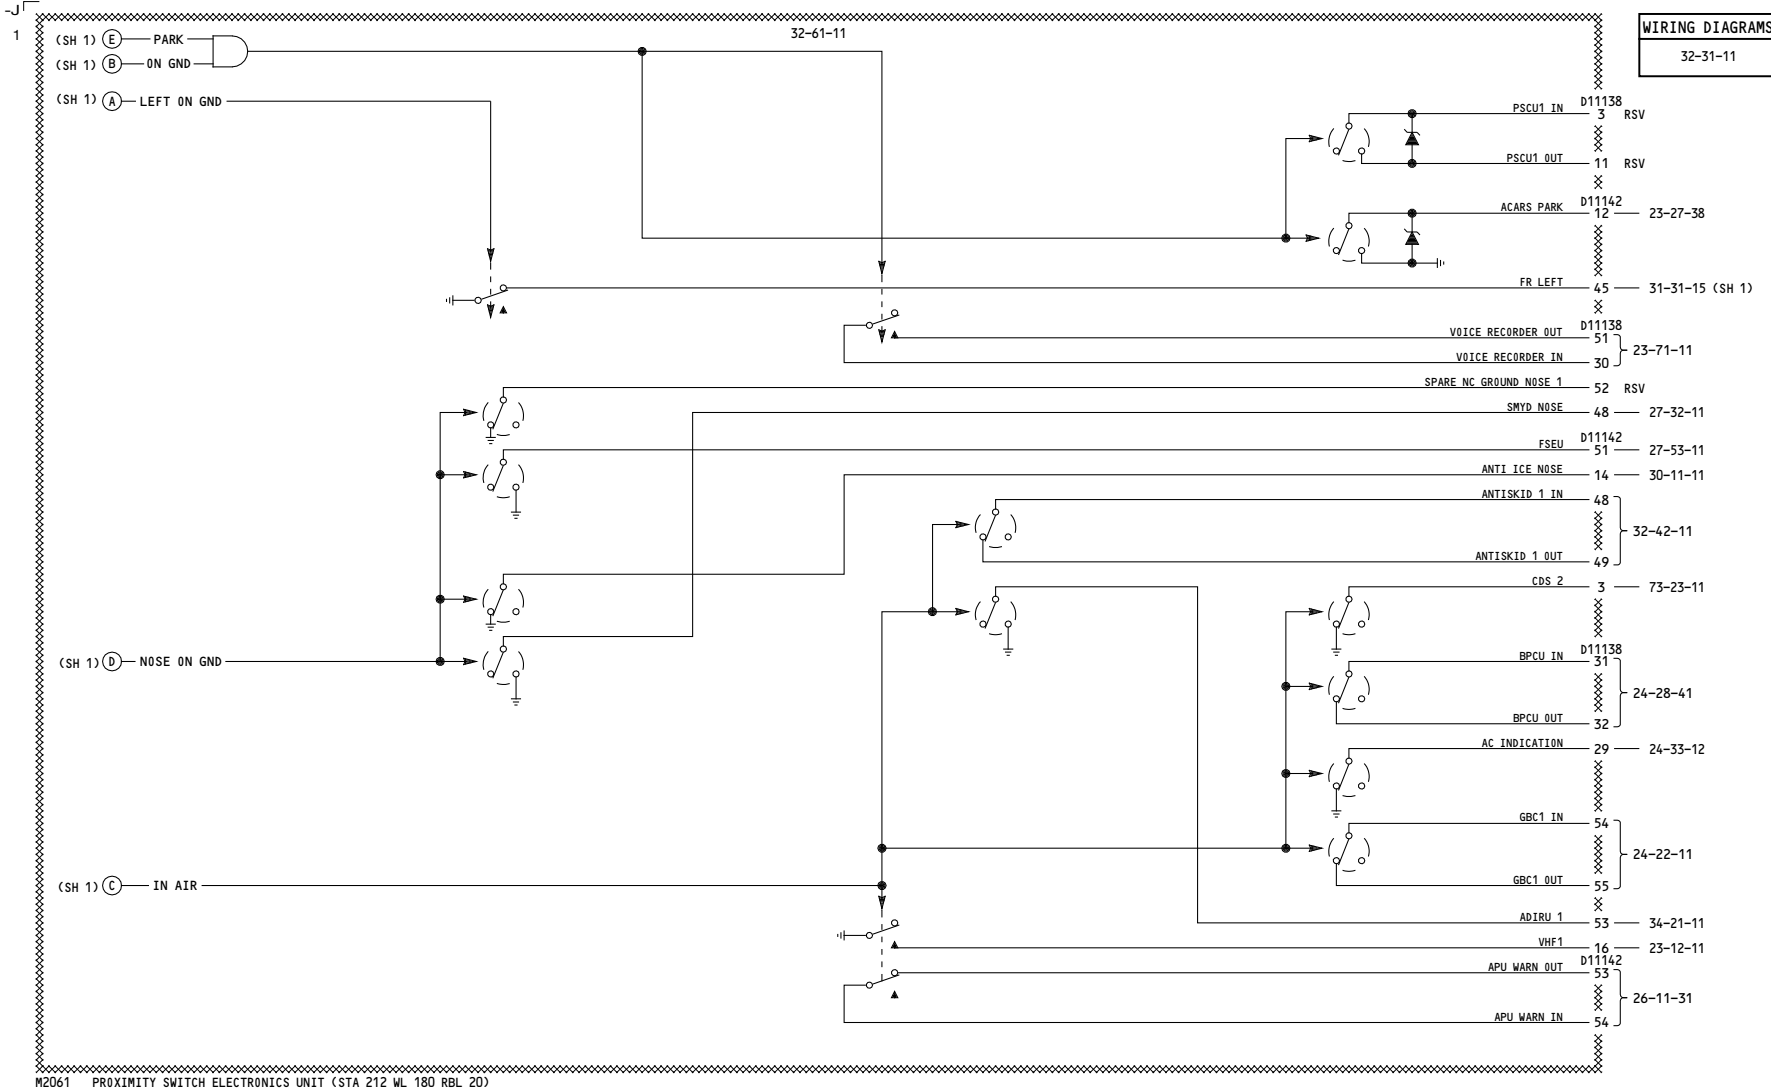 -J
1
32-61-11
WIRING DIAGRAMS
32-31-11
(SH 1) E PARK
(SH 1) B ON GND
(SH 1) A LEFT ON GND
PSCU1 IN D11138 3 RSV
PSCU1 OUT 11 RSV
ACARS PARK D11142 12 23-27-38
FR LEFT 45 31-31-15 (SH 1)
VOICE RECORDER OUT D11138 51
23-71-11
VOICE RECORDER IN 30
SPARE NC GROUND NOSE 1 52 RSV
SMYD NOSE 48 27-32-11
FSEU D11142 51 27-53-11
ANTI ICE NOSE 14 30-11-11
ANTISKID 1 IN 48
32-42-11
ANTISKID 1 OUT 49
CDS 2 3 73-23-11
(SH 1) D NOSE ON GND
BPCU IN D11138 31
24-28-41
BPCU OUT 32
AC INDICATION 29 24-33-12
GBC1 IN 54
24-22-11
GBC1 OUT 55
(SH 1) C IN AIR
ADIRU 1 53 34-21-11
VHF1 16 23-12-11
APU WARN OUT D11142 53
26-11-31
APU WARN IN 54
M2061 PROXIMITY SWITCH ELECTRONICS UNIT (STA 212 WL 180 RBL 20)